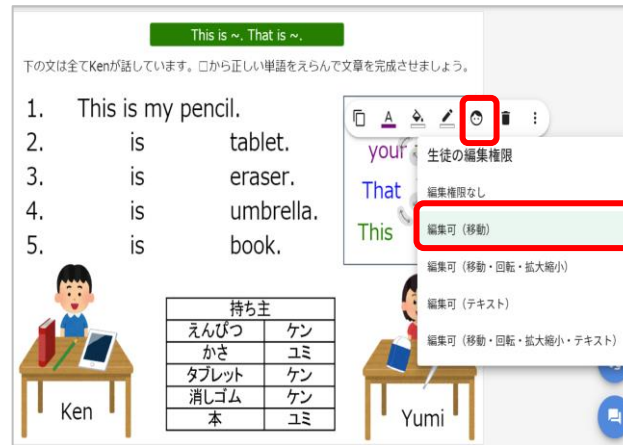 This is ~. That is ~.
下の文は全てKenが話しています。□から正しい単語をえらんで文章を完成させましょう。
1. This is my pencil.
2. is tablet.
3. is eraser.
4. is umbrella.
5. is book.
your
That
This
A
生徒の編集権限
編集権限なし
編集可（移動）
編集可（移動・回転・拡大縮小）
編集可（テキスト）
編集可（移動・回転・拡大縮小・テキスト）
持ち主
えんぴつ ケン
かさ ユミ
タブレット ケン
消しゴム ケン
本 ユミ
Ken
Yumi